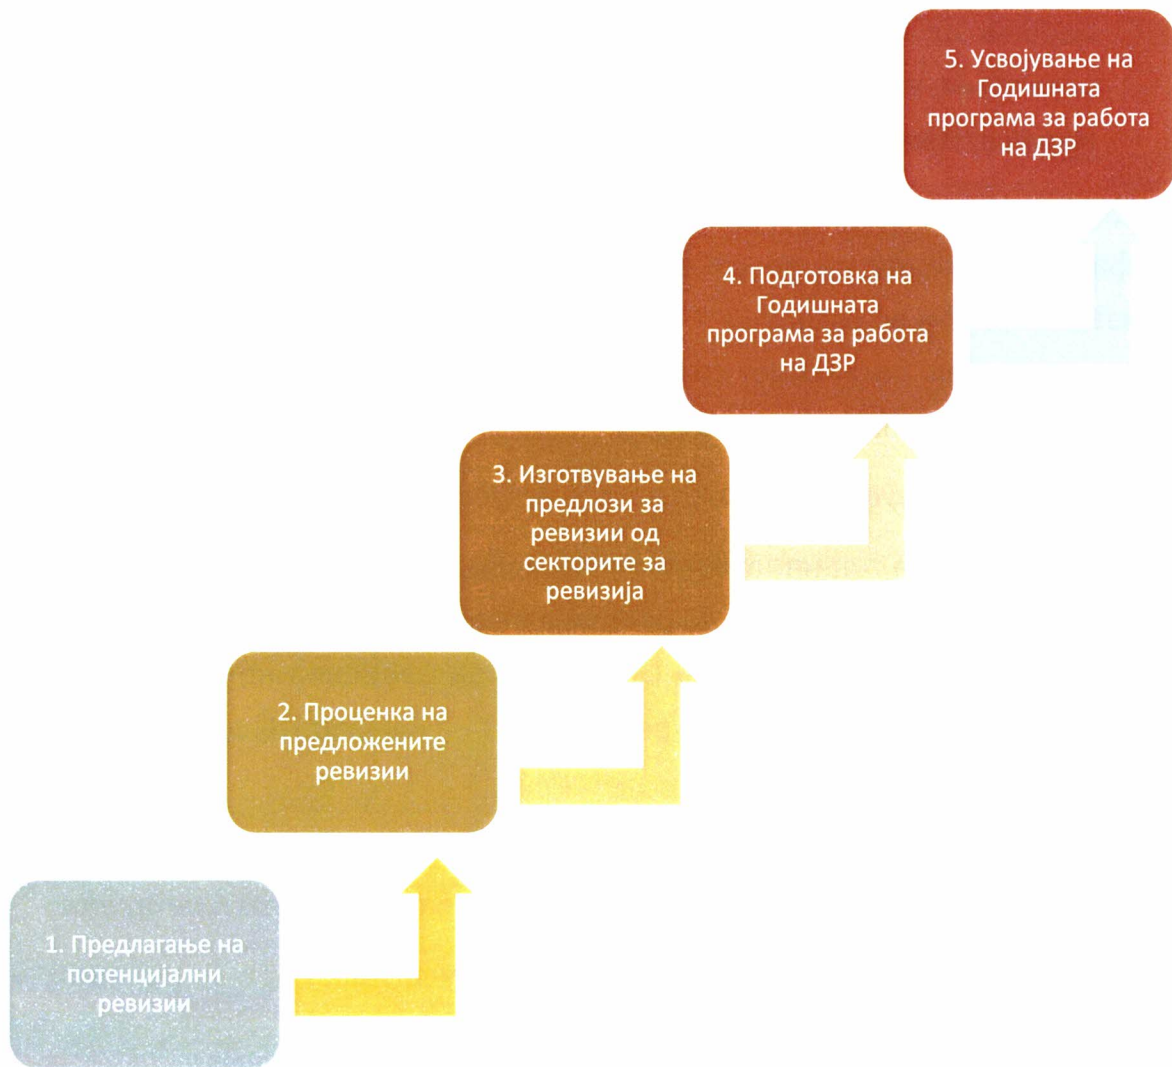 5. Усвојување на
Годишната
програма за работа
на ДЗР
4. Подготовка на
Годишната
програма за работа
на ДЗР
3. Изготвување на
предлози за
ревизии од
секторите за
ревизија
2. Проценка на
предложените
ревизии
1. Предлагање на
потенцијални
ревизии